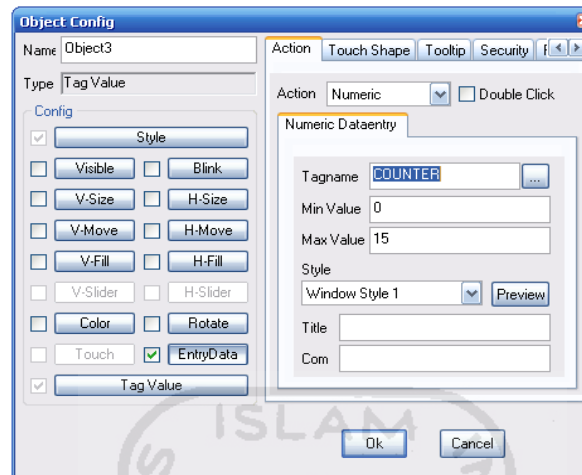 Object Config
Name Object3
Type Tag Value
Config
Style
Visible Blink
V-Size H-Size
V-Move H-Move
V-Fill H-Fill
V-Slider H-Slider
Color Rotate
Touch EntryData
Tag Value
Action Touch Shape Tooltip Security
Action Numeric Double Click
Numeric Dataentry
Tagname COUNTER ...
Min Value 0
Max Value 15
Style
Window Style 1 Preview
Title
Com
ISLAM
Ok Cancel